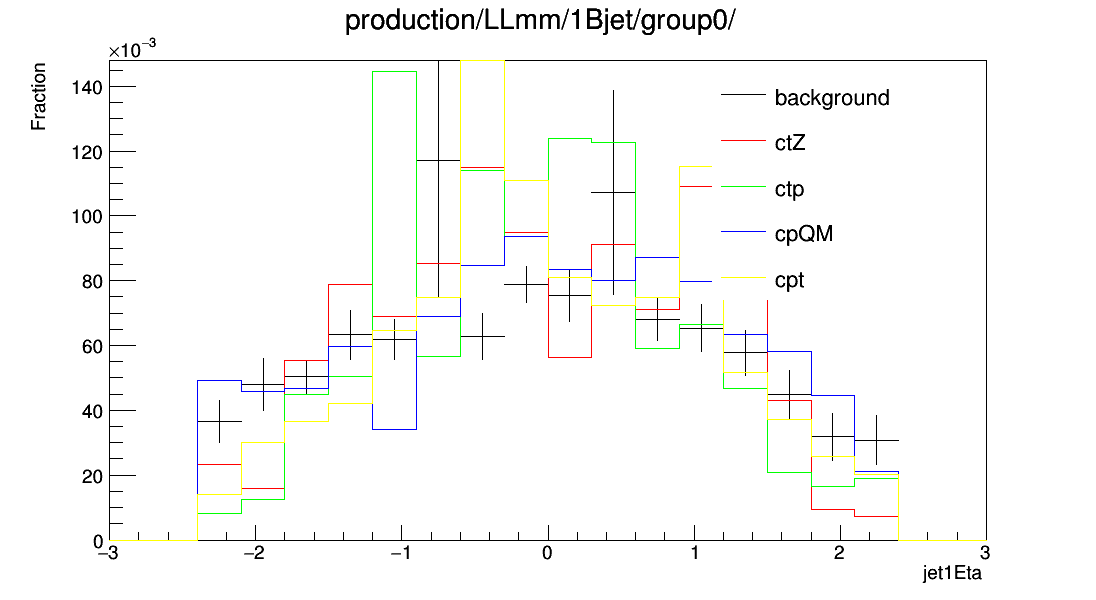 production/LLmm/1Bjet/group0/
×10⁻³
Fraction
140
120
100
80
60
40
20
0
background
ctZ
ctp
cpQM
cpt
−3 −2 −1 0 1 2 3
jet1Eta